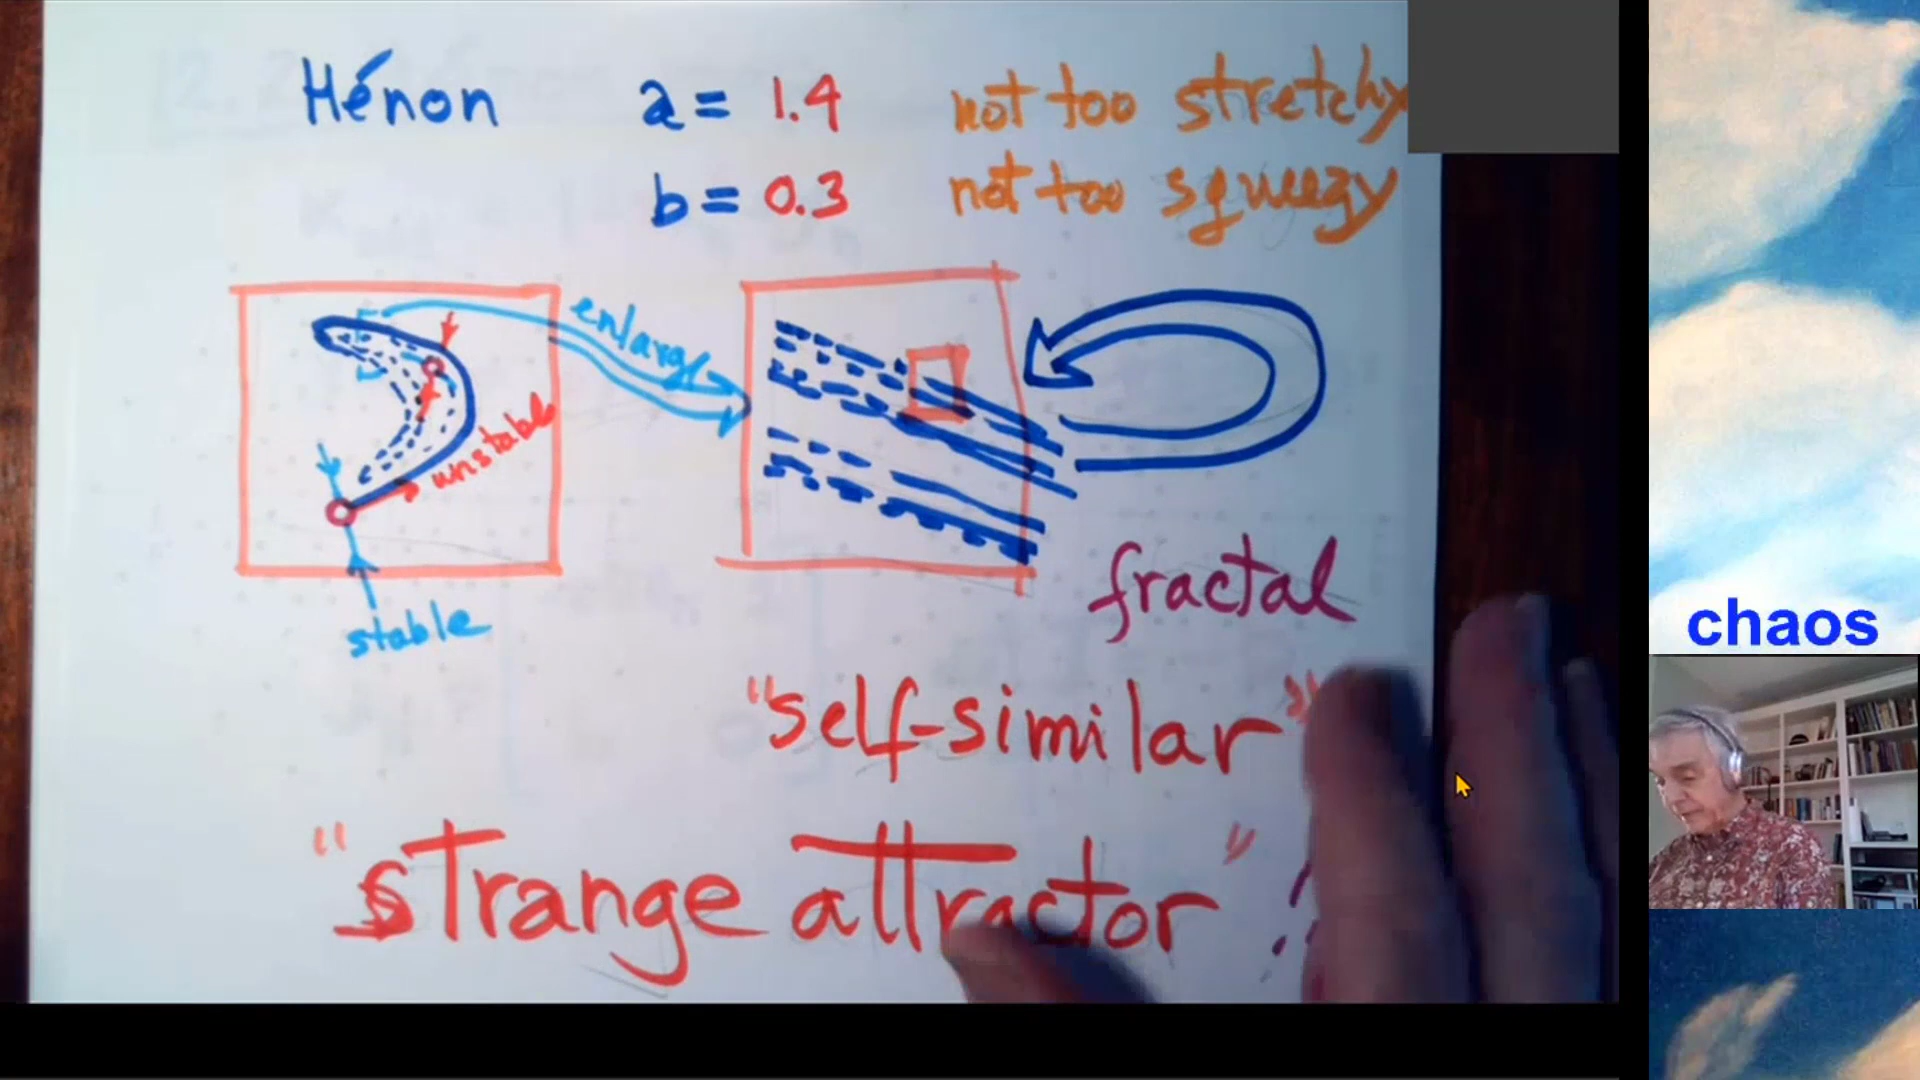 Hénon a = 1.4 not too stretchy
b = 0.3 not too squeezy
enlarge
unstable
stable
fractal
"self-similar"
"strange attractor"
chaos